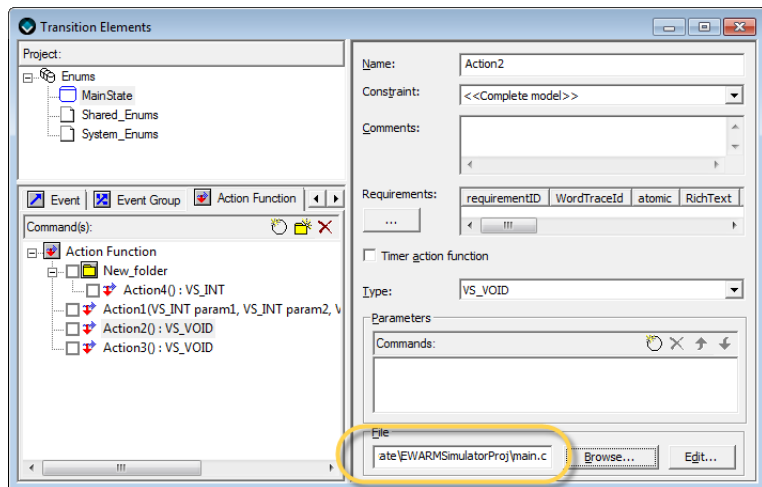 Transition Elements
Project:
Enums
MainState
Shared_Enums
System_Enums
Event
Event Group
Action Function
Command(s):
Action Function
New_folder
Action4() : VS_INT
Action1(VS_INT param1, VS_INT param2, V
Action2() : VS_VOID
Action3() : VS_VOID
Name:
Action2
Constraint:
<<Complete model>>
Comments:
Requirements:
...
requirementID
WordTraceId
atomic
RichText
Timer action function
Type:
VS_VOID
Parameters
Commands:
File
ate\EWARMSimulatorProj\main.c
Browse...
Edit...